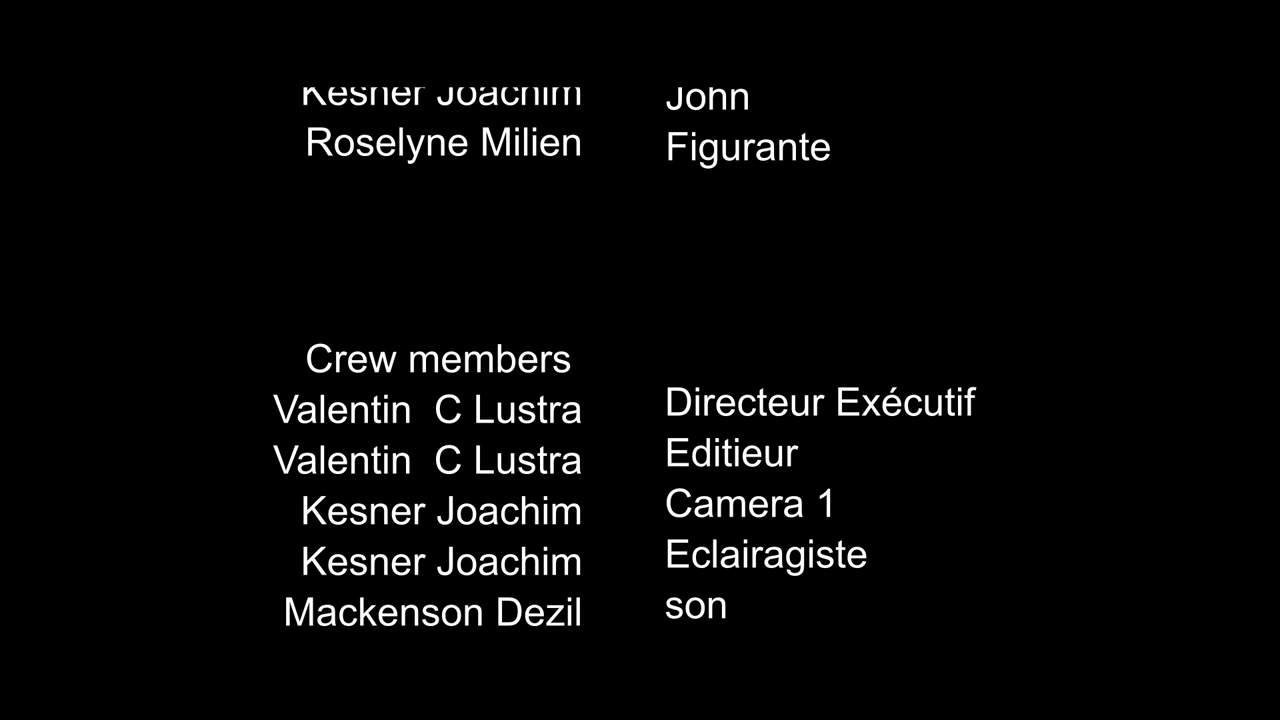 Kesner Joachim John
Roselyne Milien Figurante
Crew members
Valentin C Lustra Directeur Exécutif
Valentin C Lustra Editieur
Kesner Joachim Camera 1
Kesner Joachim Eclairagiste
Mackenson Dezil son